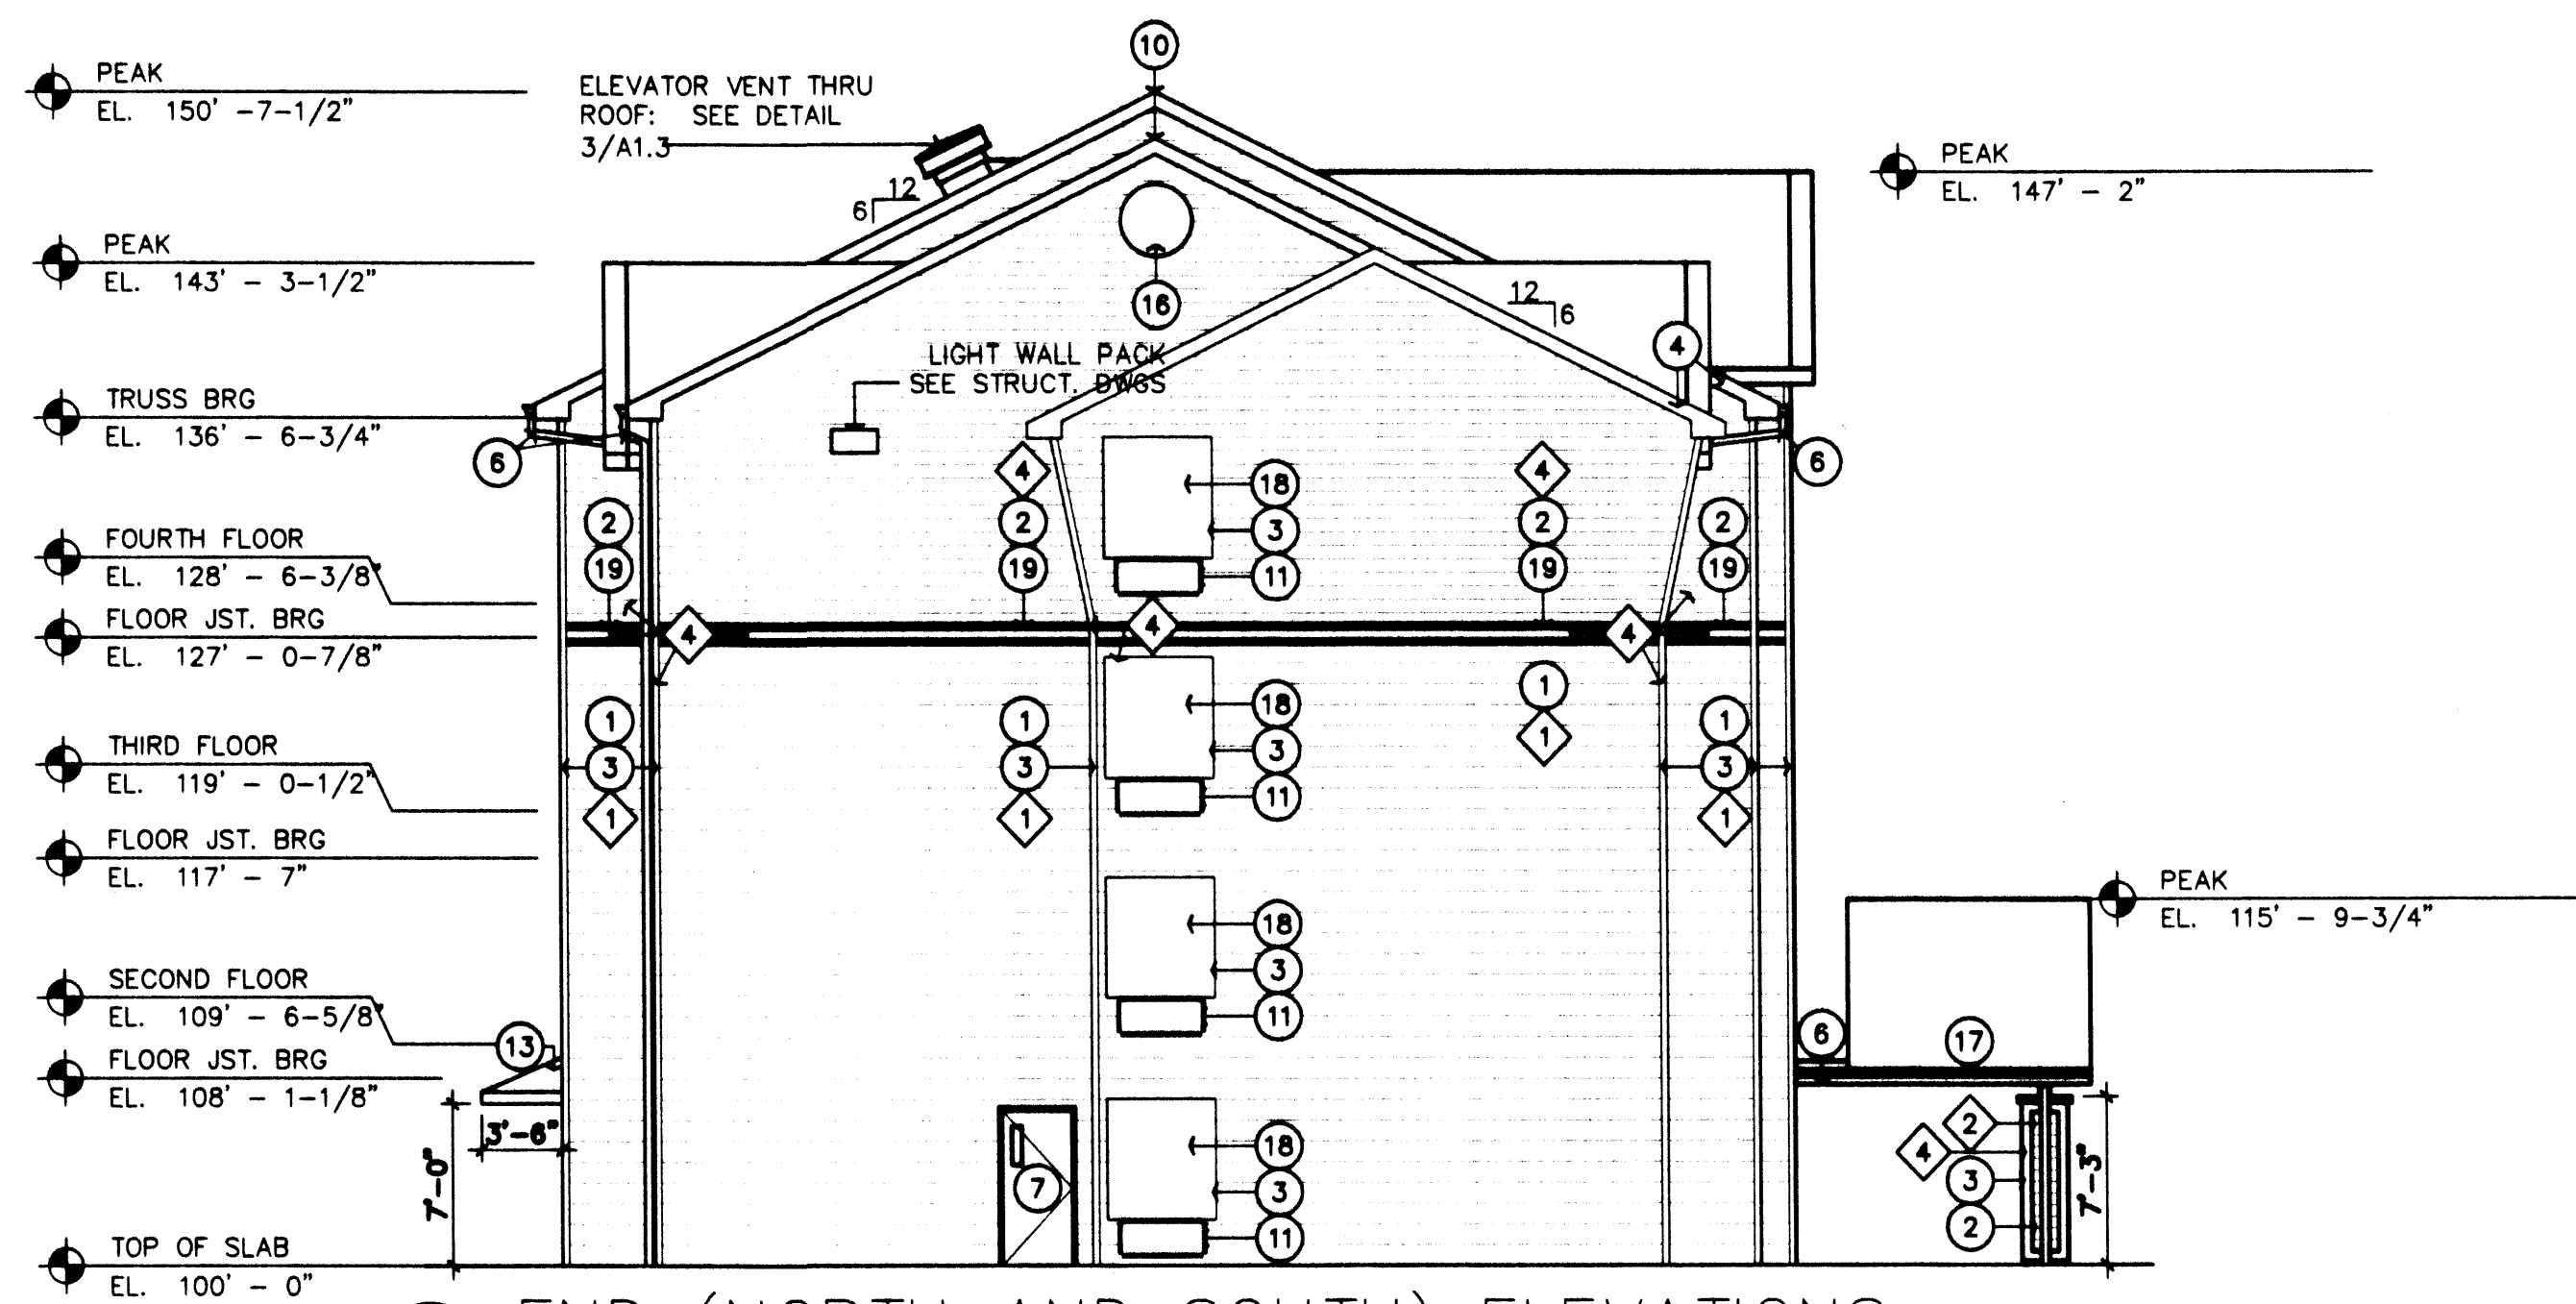 10
PEAK
EL. 150' -7-1/2"
ELEVATOR VENT THRU
ROOF: SEE DETAIL
3/A1.3
12
6
PEAK
EL. 147' - 2"
PEAK
EL. 143' - 3-1/2"
16
12
6
4
LIGHT WALL PACK
SEE STRUCT. DWGS
TRUSS BRG
EL. 136' - 6-3/4"
6
6
4
18
4
2
2
3
2
2
19
19
11
19
19
FOURTH FLOOR
EL. 128' - 6-3/8"
FLOOR JST. BRG
EL. 127' - 0-7/8"
4
4
4
1
1
18
1
1
3
3
3
1
3
1
1
11
1
THIRD FLOOR
EL. 119' - 0-1/2"
FLOOR JST. BRG
EL. 117' - 7"
PEAK
EL. 115' - 9-3/4"
18
3
11
SECOND FLOOR
EL. 109' - 6-5/8"
13
6
17
FLOOR JST. BRG
EL. 108' - 1-1/8"
3'-6"
7'-0"
7
18
3
11
2
4
3
2
7'-3"
TOP OF SLAB
EL. 100' - 0"
END (NORTH AND SOUTH) ELEVATIONS